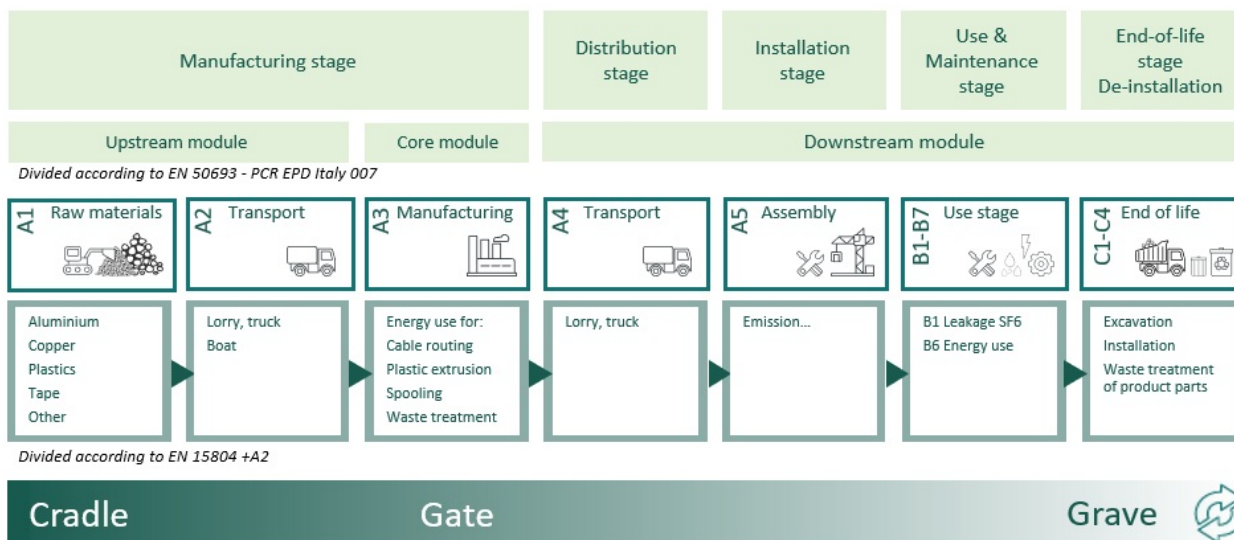 Manufacturing stage
Distribution
stage
Installation
stage
Use &
Maintenance
stage
End-of-life
stage
De-installation
Upstream module
Core module
Downstream module
Divided according to EN 50693 - PCR EPD Italy 007
A1
Raw materials
A2
Transport
A3
Manufacturing
A4
Transport
A5
Assembly
B1-B7
Use stage
C1-C4
End of life
Aluminium
Copper
Plastics
Tape
Other
Lorry, truck
Boat
Energy use for:
Cable routing
Plastic extrusion
Spooling
Waste treatment
Lorry, truck
Emission...
B1 Leakage SF6
B6 Energy use
Excavation
Installation
Waste treatment
of product parts
Divided according to EN 15804 +A2
Cradle
Gate
Grave